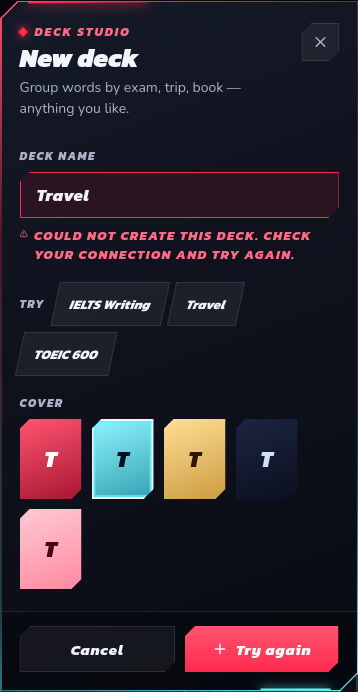 DECK STUDIO
New deck
Group words by exam, trip, book —
anything you like.
DECK NAME
Travel
COULD NOT CREATE THIS DECK. CHECK
YOUR CONNECTION AND TRY AGAIN.
TRY IELTS Writing Travel
TOEIC 600
COVER
T T T T
T
Cancel + Try again